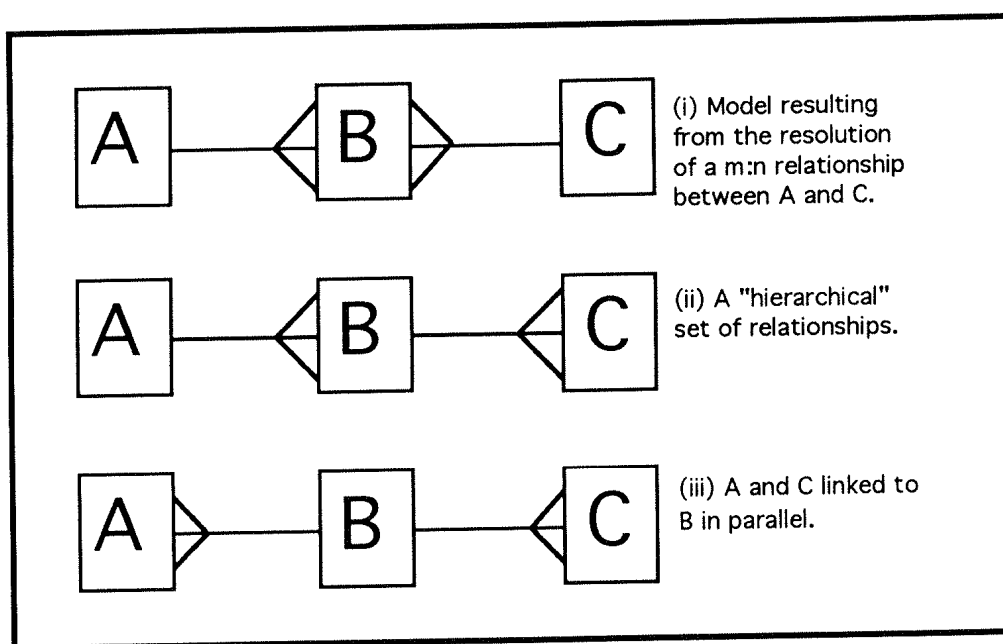 A B C
(i) Model resulting
from the resolution
of a m:n relationship
between A and C.
A B C
(ii) A "hierarchical"
set of relationships.
A B C
(iii) A and C linked to
B in parallel.